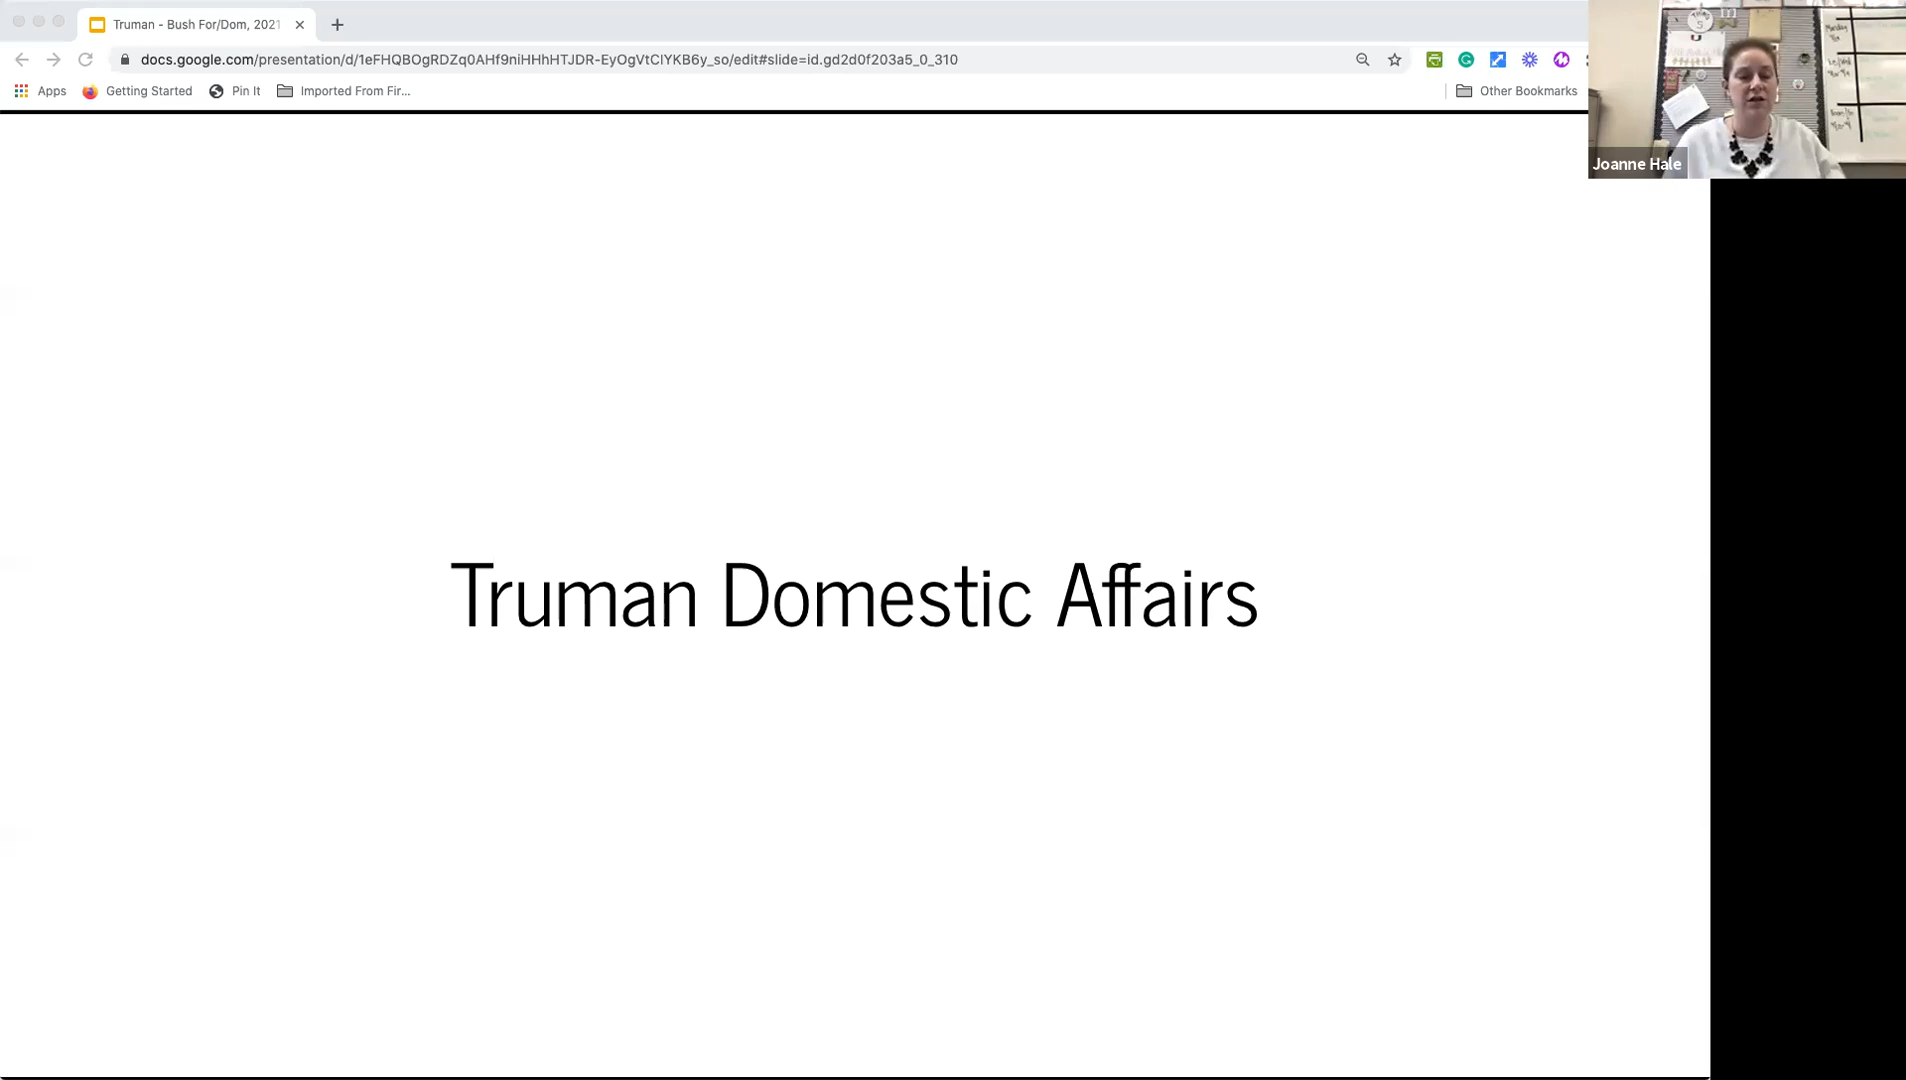 Truman - Bush For/Dom, 2021
docs.google.com/presentation/d/1eFHQBOgRDZq0AHf9niHHhHTJDR-EyOgVtCIYKB6y_so/edit#slide=id.gd2d0f203a5_0_310
Apps Getting Started Pin It Imported From Fir... Other Bookmarks
Joanne Hale
Truman Domestic Affairs